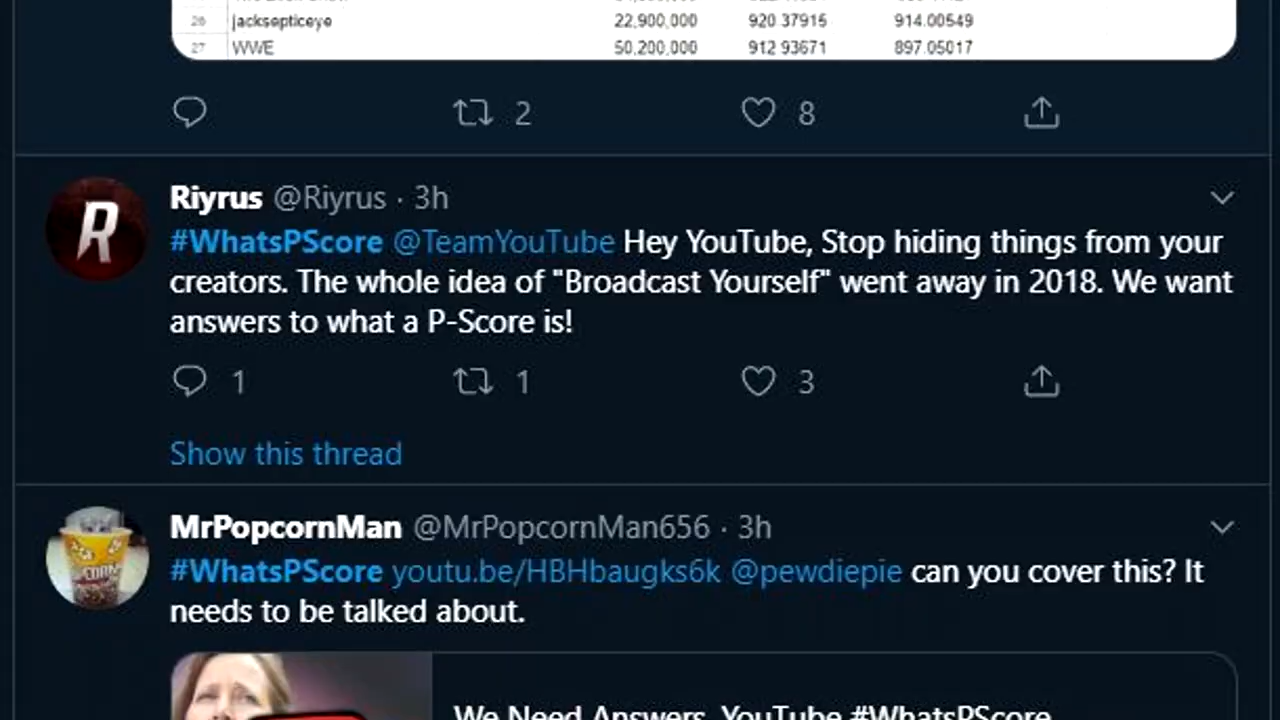 26 jacksepticeye 22,900,000 920.37915 914.00549
27 WWE 50,200,000 912.93671 897.05017
2 8
R
Riyrus @Riyrus · 3h
#WhatsPScore @TeamYouTube Hey YouTube, Stop hiding things from your
creators. The whole idea of "Broadcast Yourself" went away in 2018. We want
answers to what a P-Score is!
1 1 3
Show this thread
MrPopcornMan @MrPopcornMan656 · 3h
#WhatsPScore youtu.be/HBHbaugks6k @pewdiepie can you cover this? It
needs to be talked about.
We Need Answers, YouTube #WhatsPScore